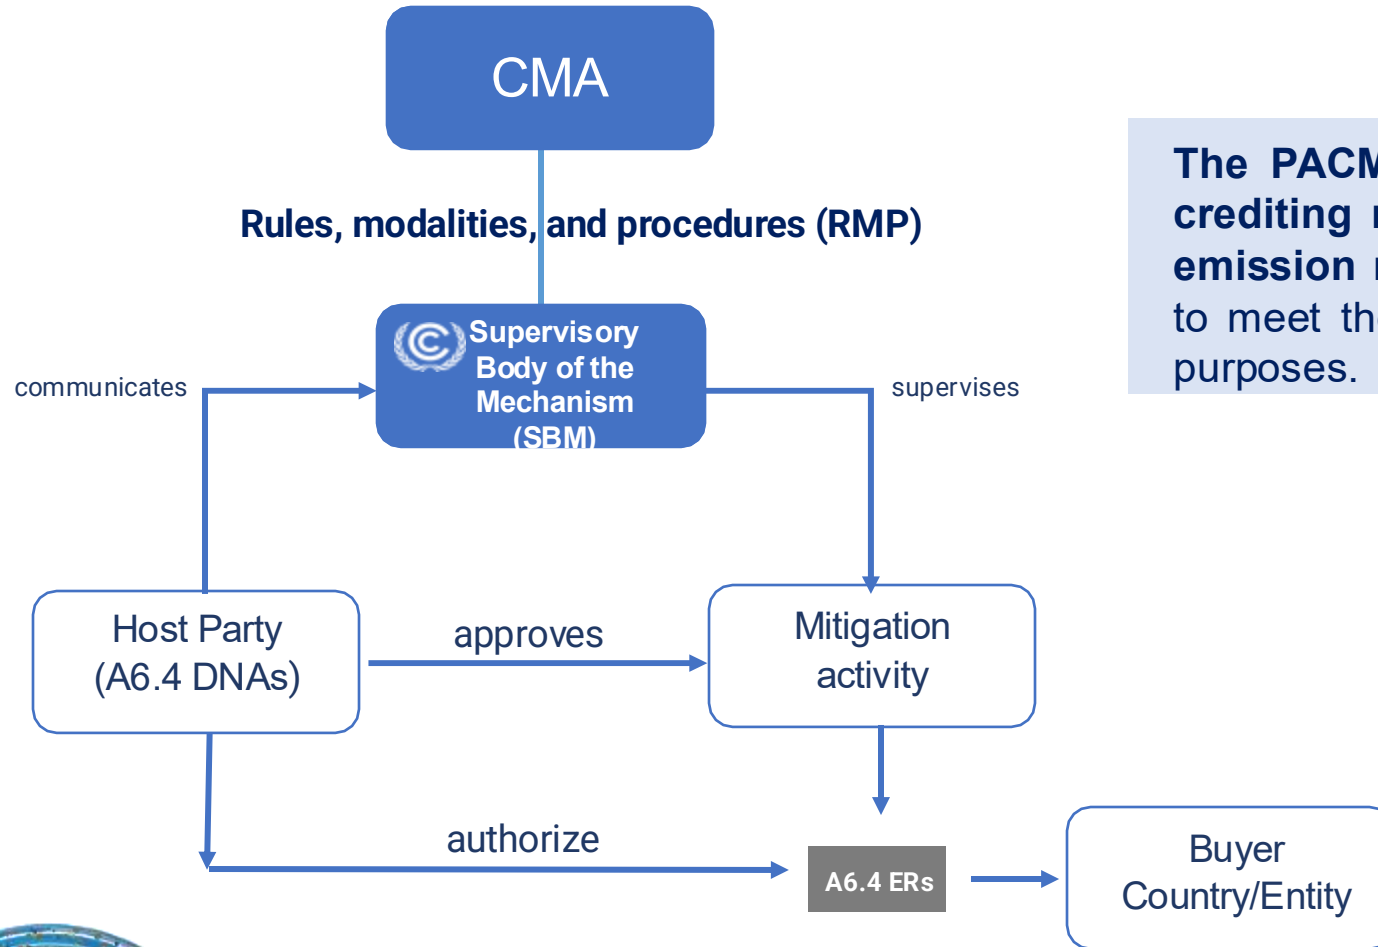 CMA
Rules, modalities, and procedures (RMP)
The PACM
crediting
emission
to meet the
purposes.
Supervisory
Body of the
Mechanism
(SBM)
communicates
supervises
Host Party
(A6.4 DNAs)
approves
Mitigation
activity
authorize
A6.4 ERs
Buyer
Country/Entity